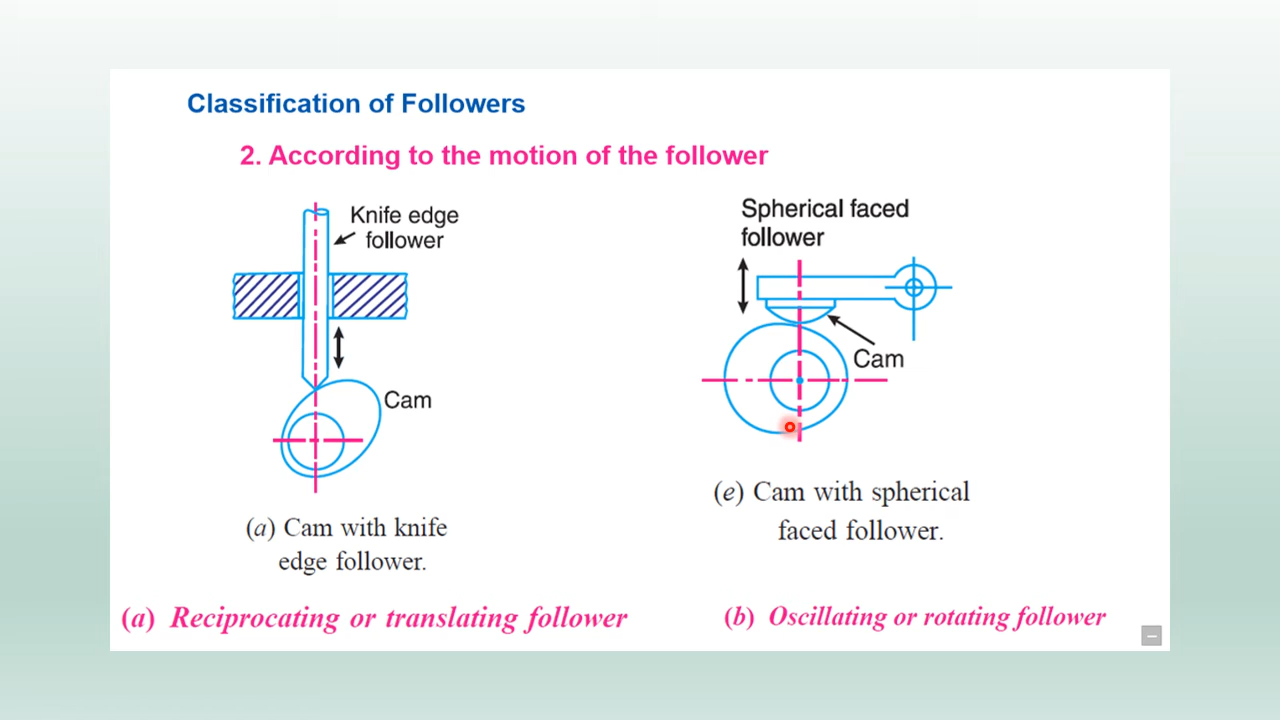 Classification of Followers
2. According to the motion of the follower
Knife edge
follower
Cam
(a) Cam with knife
edge follower.
Spherical faced
follower
Cam
(e) Cam with spherical
faced follower.
(a) Reciprocating or translating follower
(b) Oscillating or rotating follower